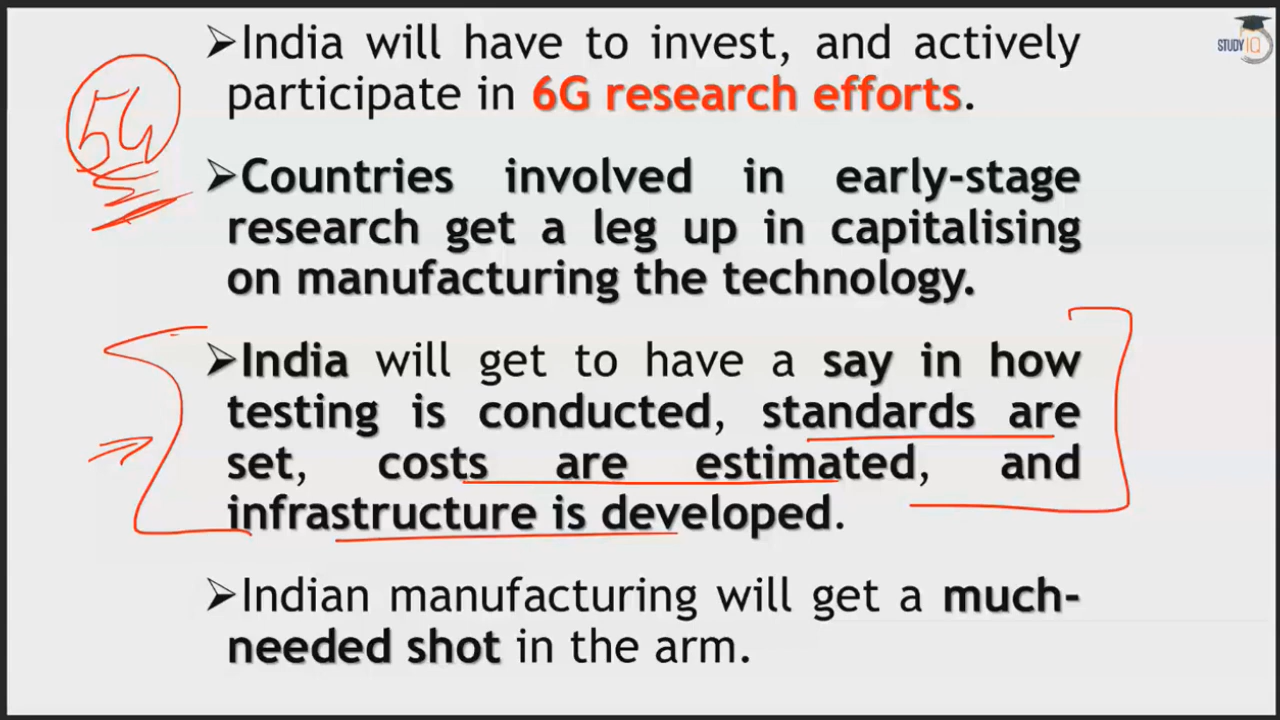 STUDY IQ
➢India will have to invest, and actively
participate in 6G research efforts.
5G
➢Countries involved in early-stage
research get a leg up in capitalising
on manufacturing the technology.
➢India will get to have a say in how
testing is conducted, standards are
set, costs are estimated, and
infrastructure is developed.
➢Indian manufacturing will get a much-
needed shot in the arm.